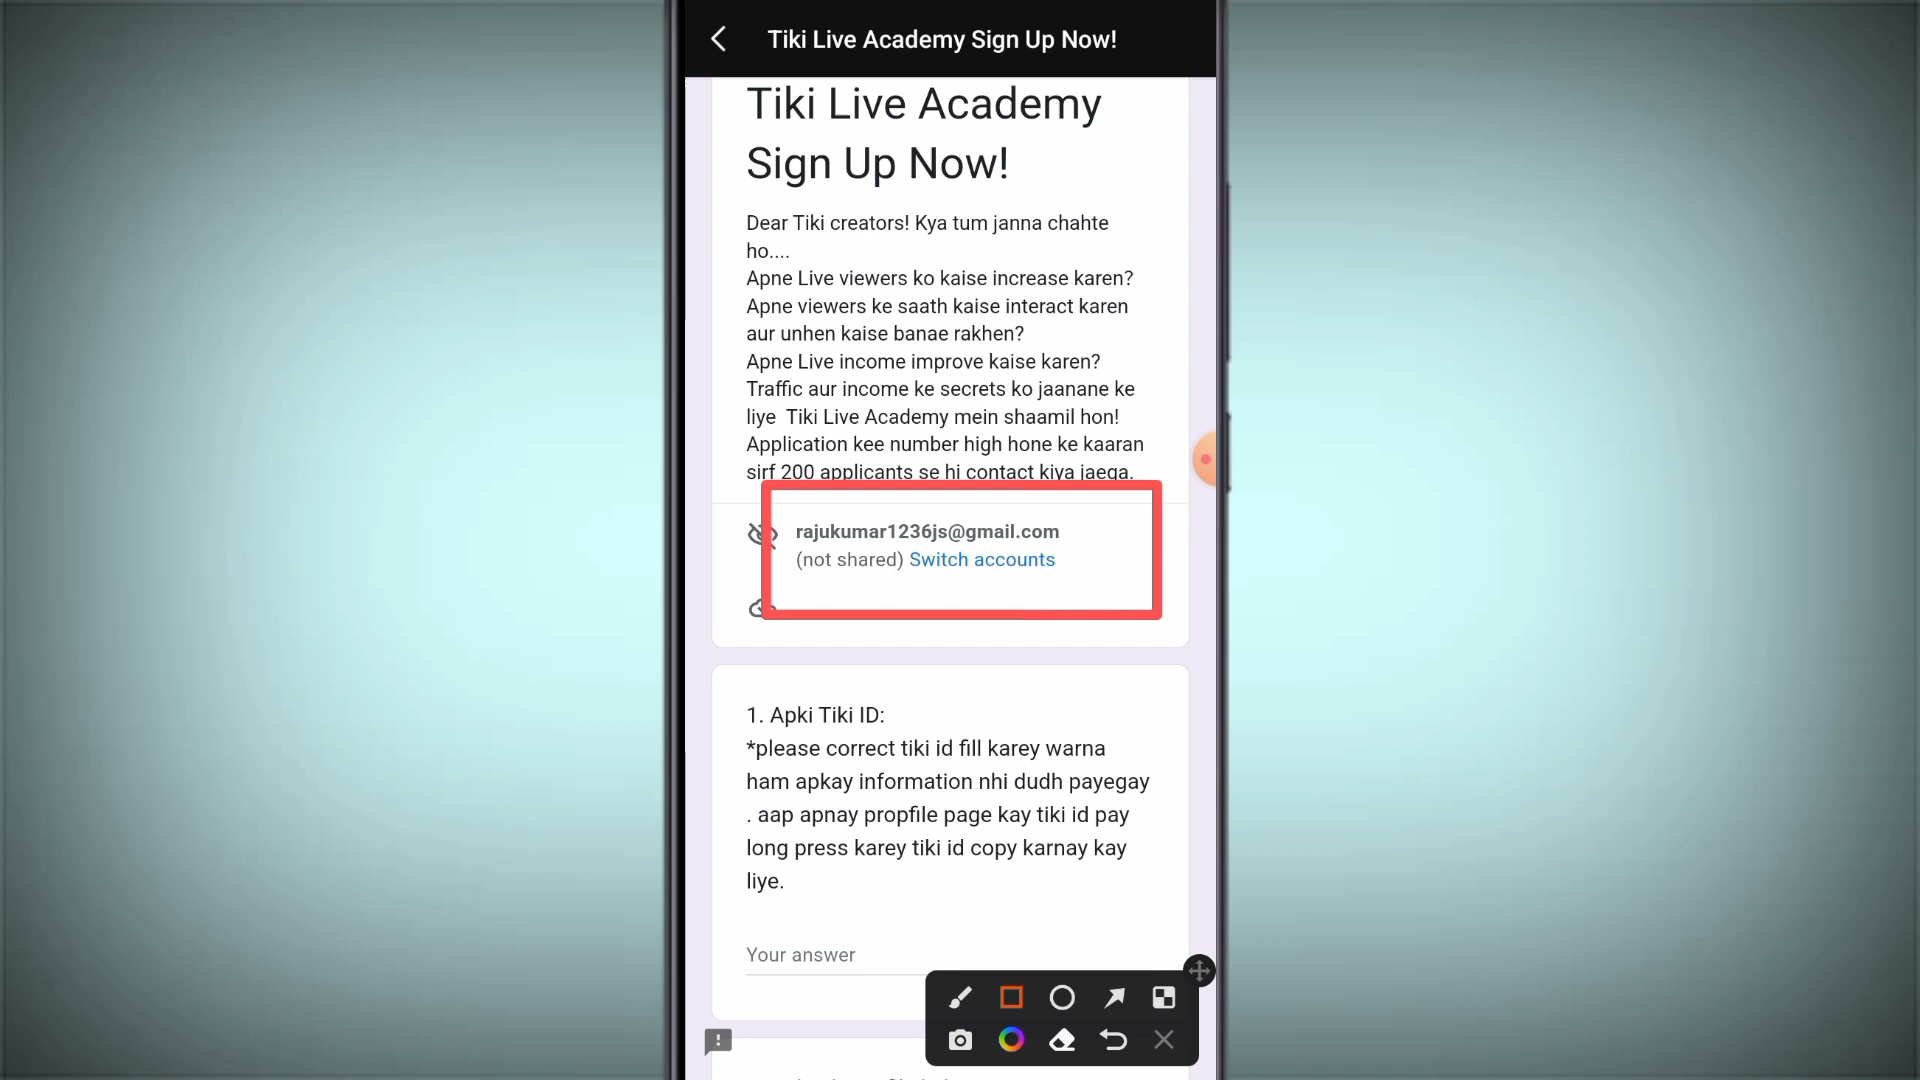 Tiki Live Academy Sign Up Now!
Tiki Live Academy
Sign Up Now!
Dear Tiki creators! Kya tum janna chahte
ho....
Apne Live viewers ko kaise increase karen?
Apne viewers ke saath kaise interact karen
aur unhen kaise banae rakhen?
Apne Live income improve kaise karen?
Traffic aur income ke secrets ko jaanane ke
liye  Tiki Live Academy mein shaamil hon!
Application kee number high hone ke kaaran
sirf 200 applicants se hi contact kiya jaega.
rajukumar1236js@gmail.com
(not shared) Switch accounts
1. Apki Tiki ID:
*please correct tiki id fill karey warna
ham apkay information nhi dudh payegay
. aap apnay propfile page kay tiki id pay
long press karey tiki id copy karnay kay
liye.
Your answer